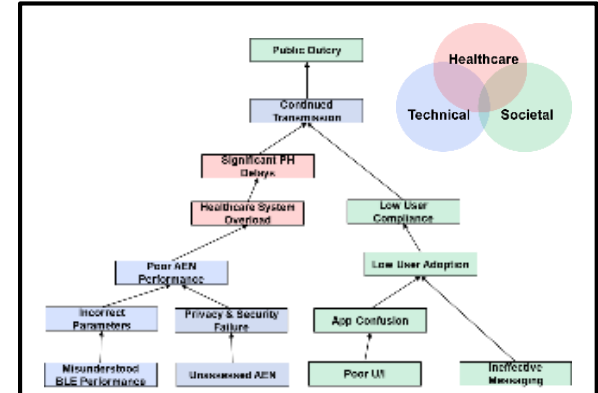 Public Outcry
Healthcare
Technical
Societal
Continued
Transmission
Significant PH
Delays
Healthcare System
Overload
Low User
Compliance
Poor AEN
Performance
Low User Adoption
Incorrect
Parameters
Privacy & Security
Failure
App Confusion
Misunderstood
BLE Performance
Unassessed AEN
Poor U/I
Ineffective
Messaging